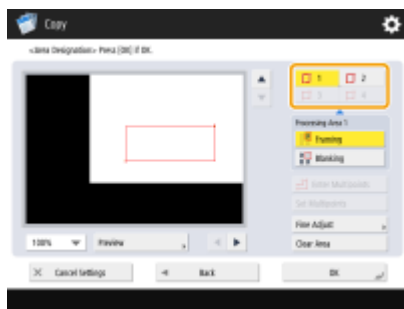 Copy
<Area Designation> Press [OK] if OK.
1
2
3
4
Processing Area 1
Framing
Blanking
Enter Multipoints
Set Multipoints
Fine Adjust
Clear Area
100%
Preview
Cancel Settings
Back
OK